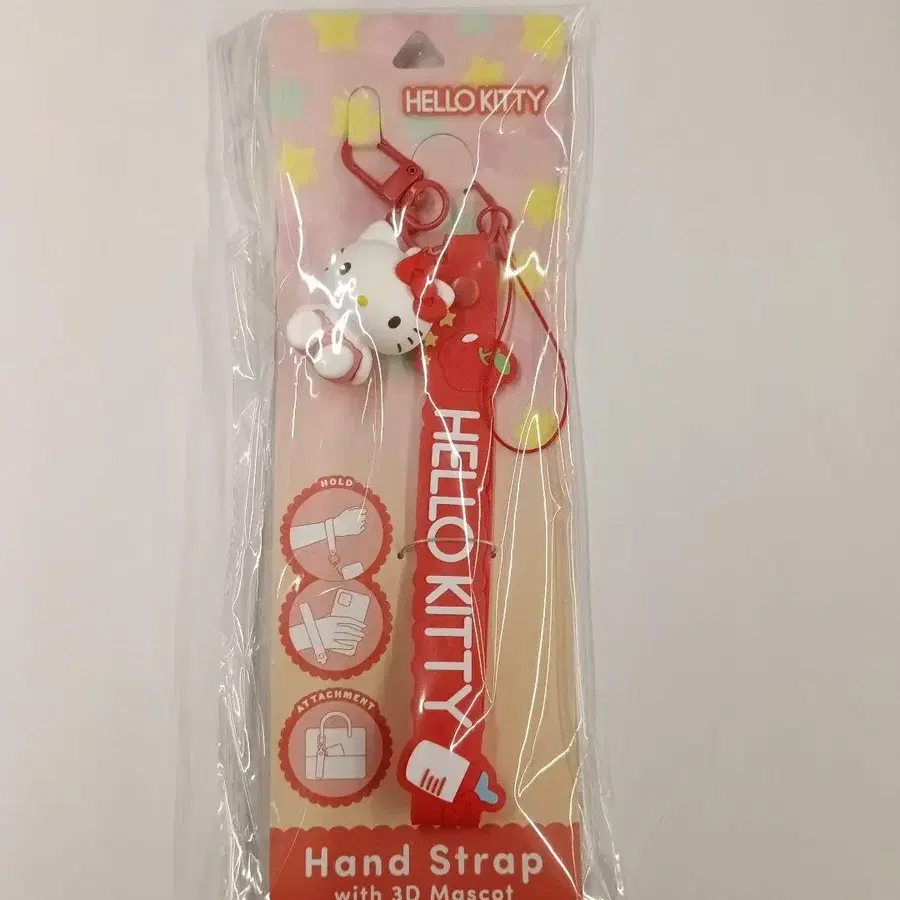 HELLO KITTY
HELLO KITTY
HOLD
ATTACHMENT
Hand Strap
with 3D Mascot